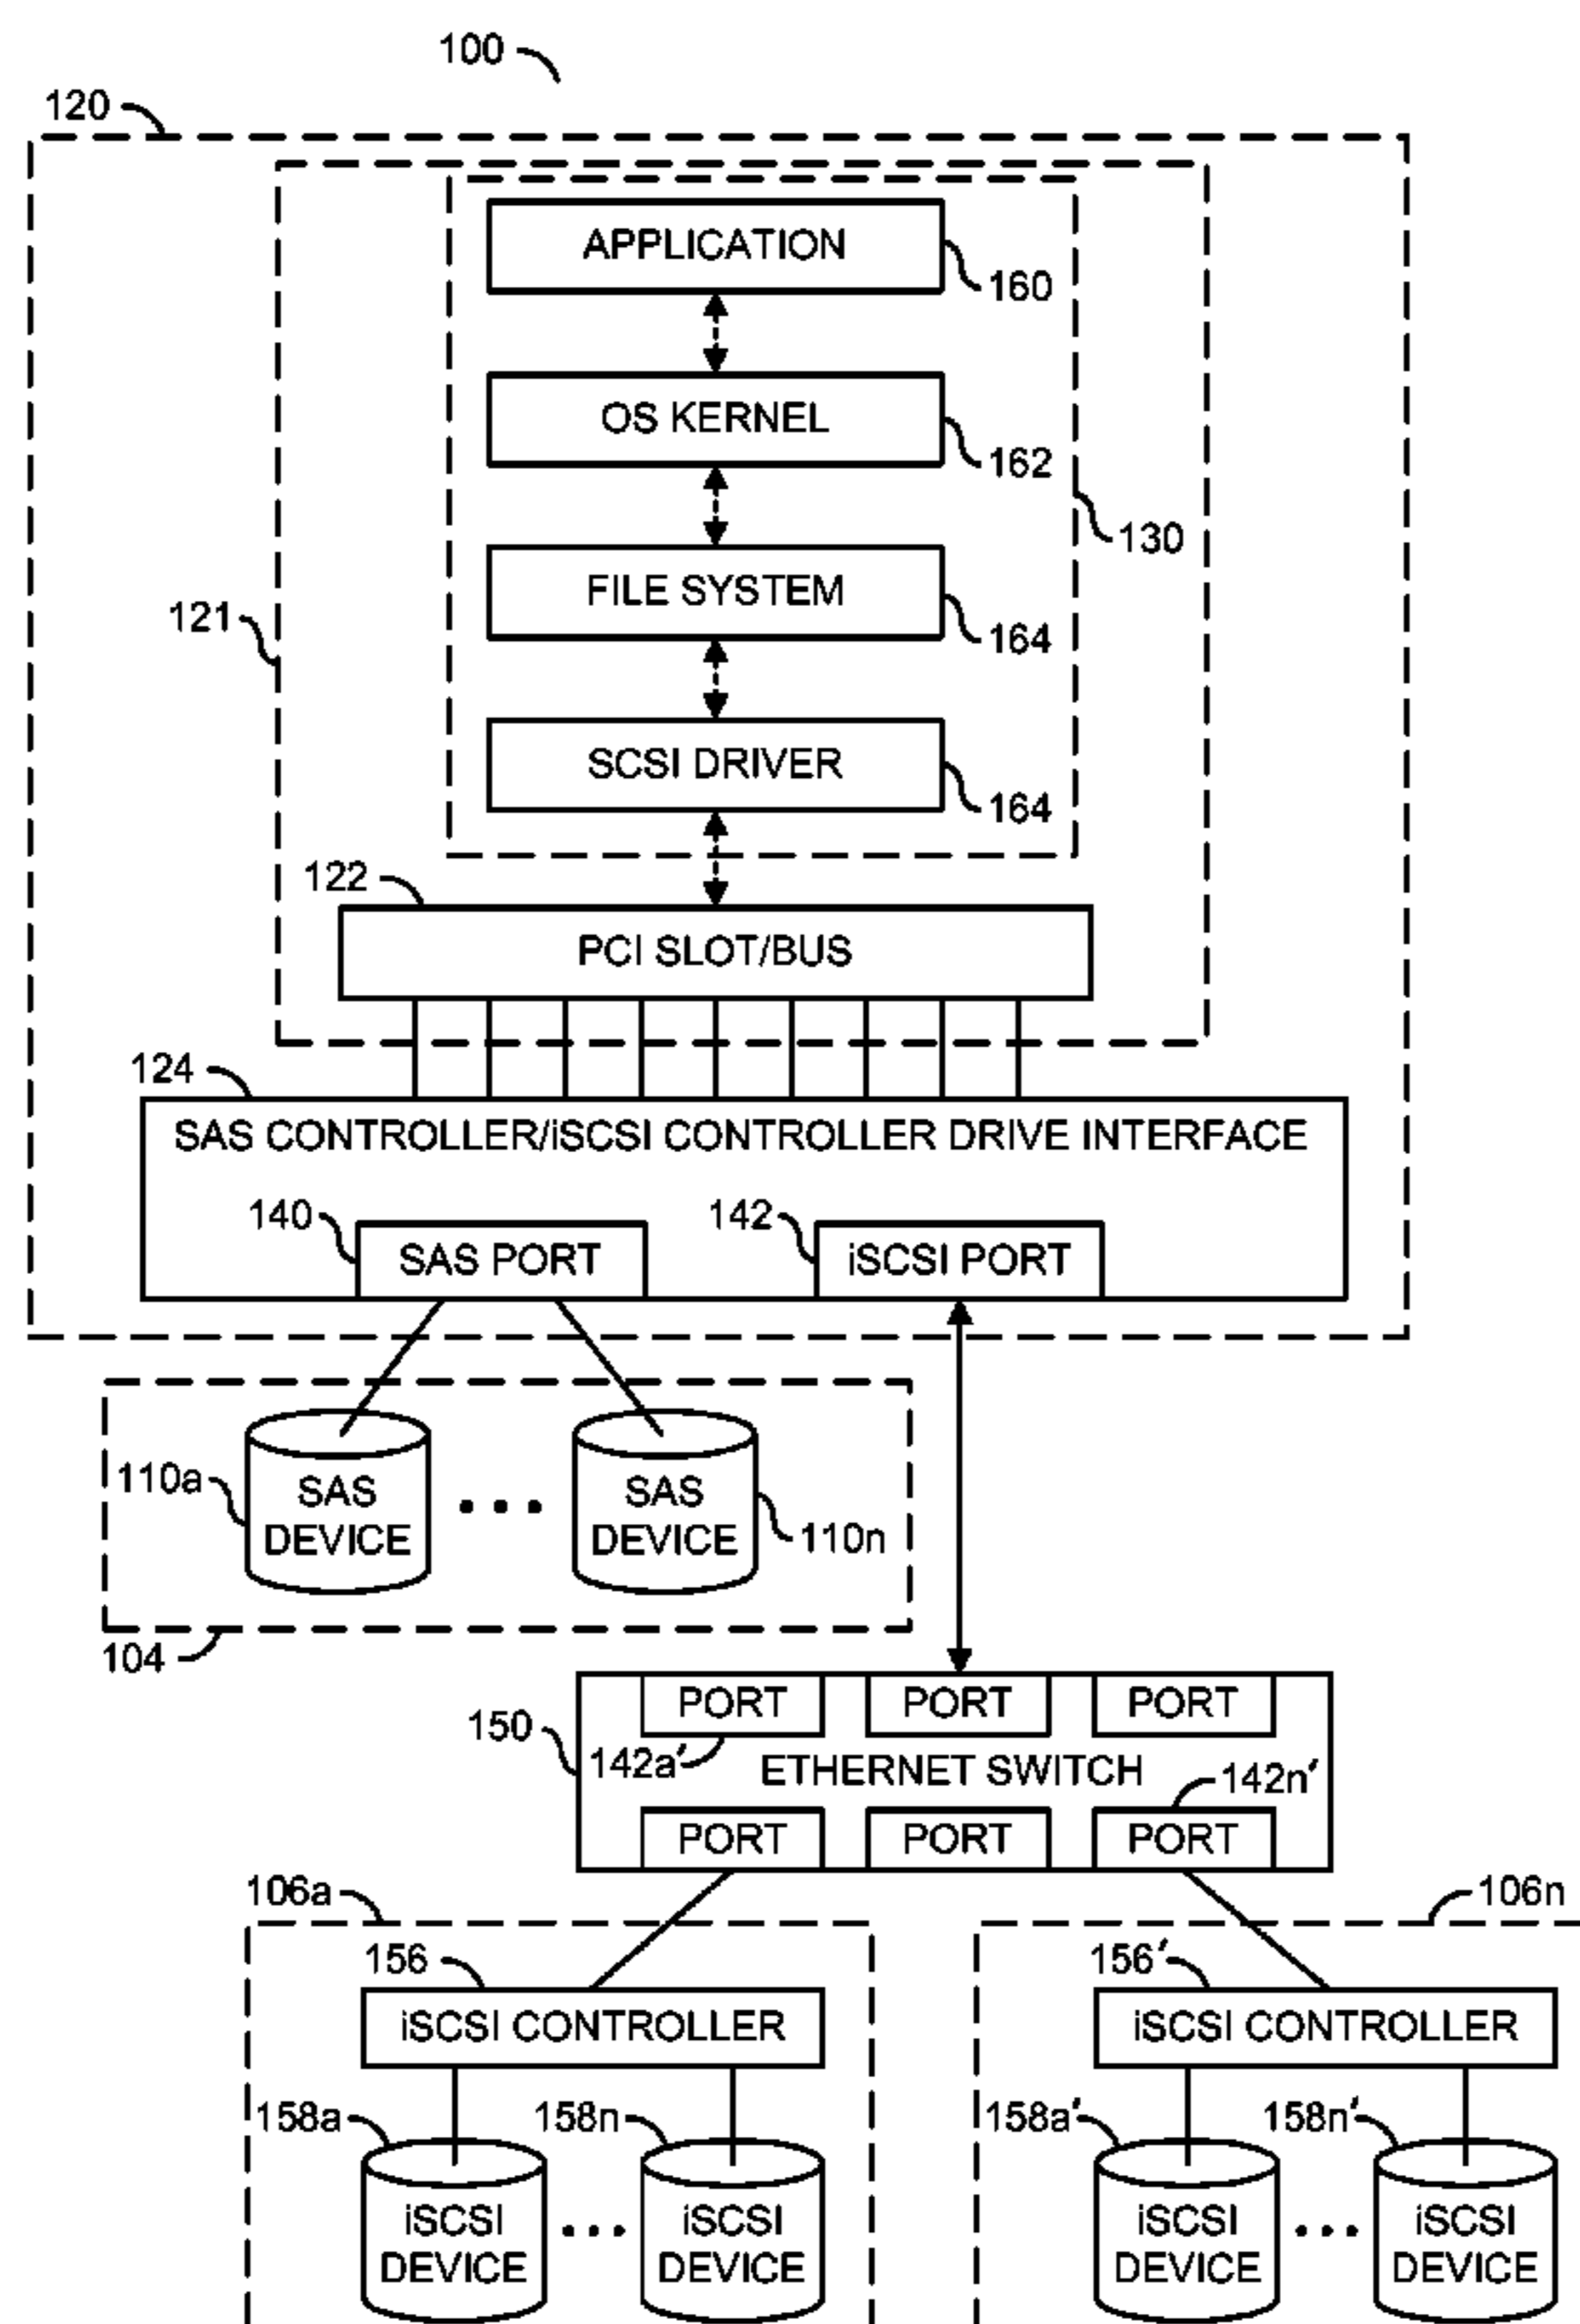 100
120
APPLICATION
160
OS KERNEL
162
130
FILE SYSTEM
121
164
SCSI DRIVER
164
122
PCI SLOT/BUS
124
SAS CONTROLLER/iSCSI CONTROLLER DRIVE INTERFACE
140
142
SAS PORT
iSCSI PORT
110a
SAS
DEVICE
...
SAS
DEVICE
110n
104
PORT
PORT
PORT
150
142a'
ETHERNET SWITCH
142n'
PORT
PORT
PORT
106a
106n
156
156'
iSCSI CONTROLLER
iSCSI CONTROLLER
158a
158n
158a'
158n'
iSCSI
DEVICE
...
iSCSI
DEVICE
iSCSI
DEVICE
...
iSCSI
DEVICE